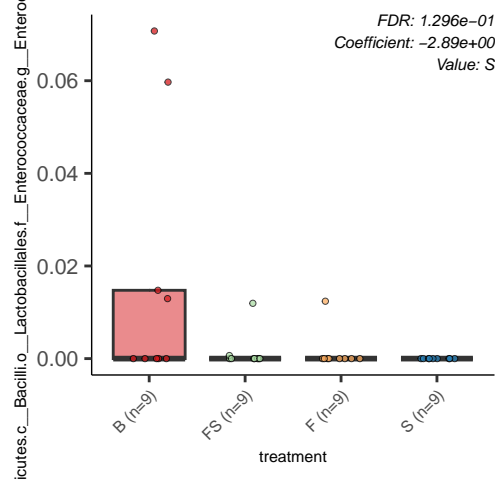 FDR: 1.296e−01
Coefficient: −2.89e+00
Value: S
icutes.c__Bacilli.o__Lactobacillales.f__Enterococcaceae.g__Enteroc
0.06
0.04
0.02
0.00
B (n=9)
FS (n=9)
F (n=9)
S (n=9)
treatment